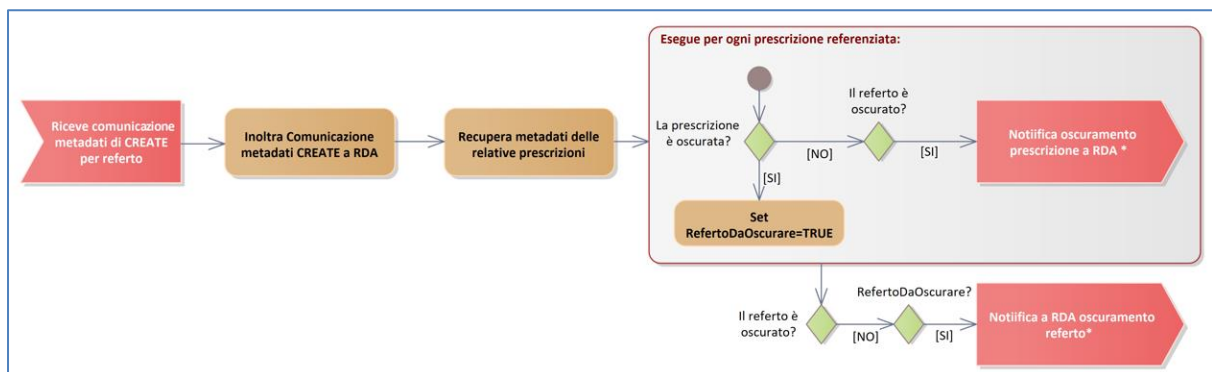 Esegue per ogni prescrizione referenziata:
Riceve comunicazione
metadati di CREATE
per referto
Inoltra Comunicazione
metadati CREATE a RDA
Recupera metadati delle
relative prescrizioni
La prescrizione
è oscurata?
[NO]
[SI]
Set
RefertoDaOscurare=TRUE
Il referto è
oscurato?
[SI]
Notiifica oscuramento
prescrizione a RDA *
Il referto è
oscurato?
[NO]
RefertoDaOscurare?
[SI]
Notiifica a RDA oscuramento
referto*